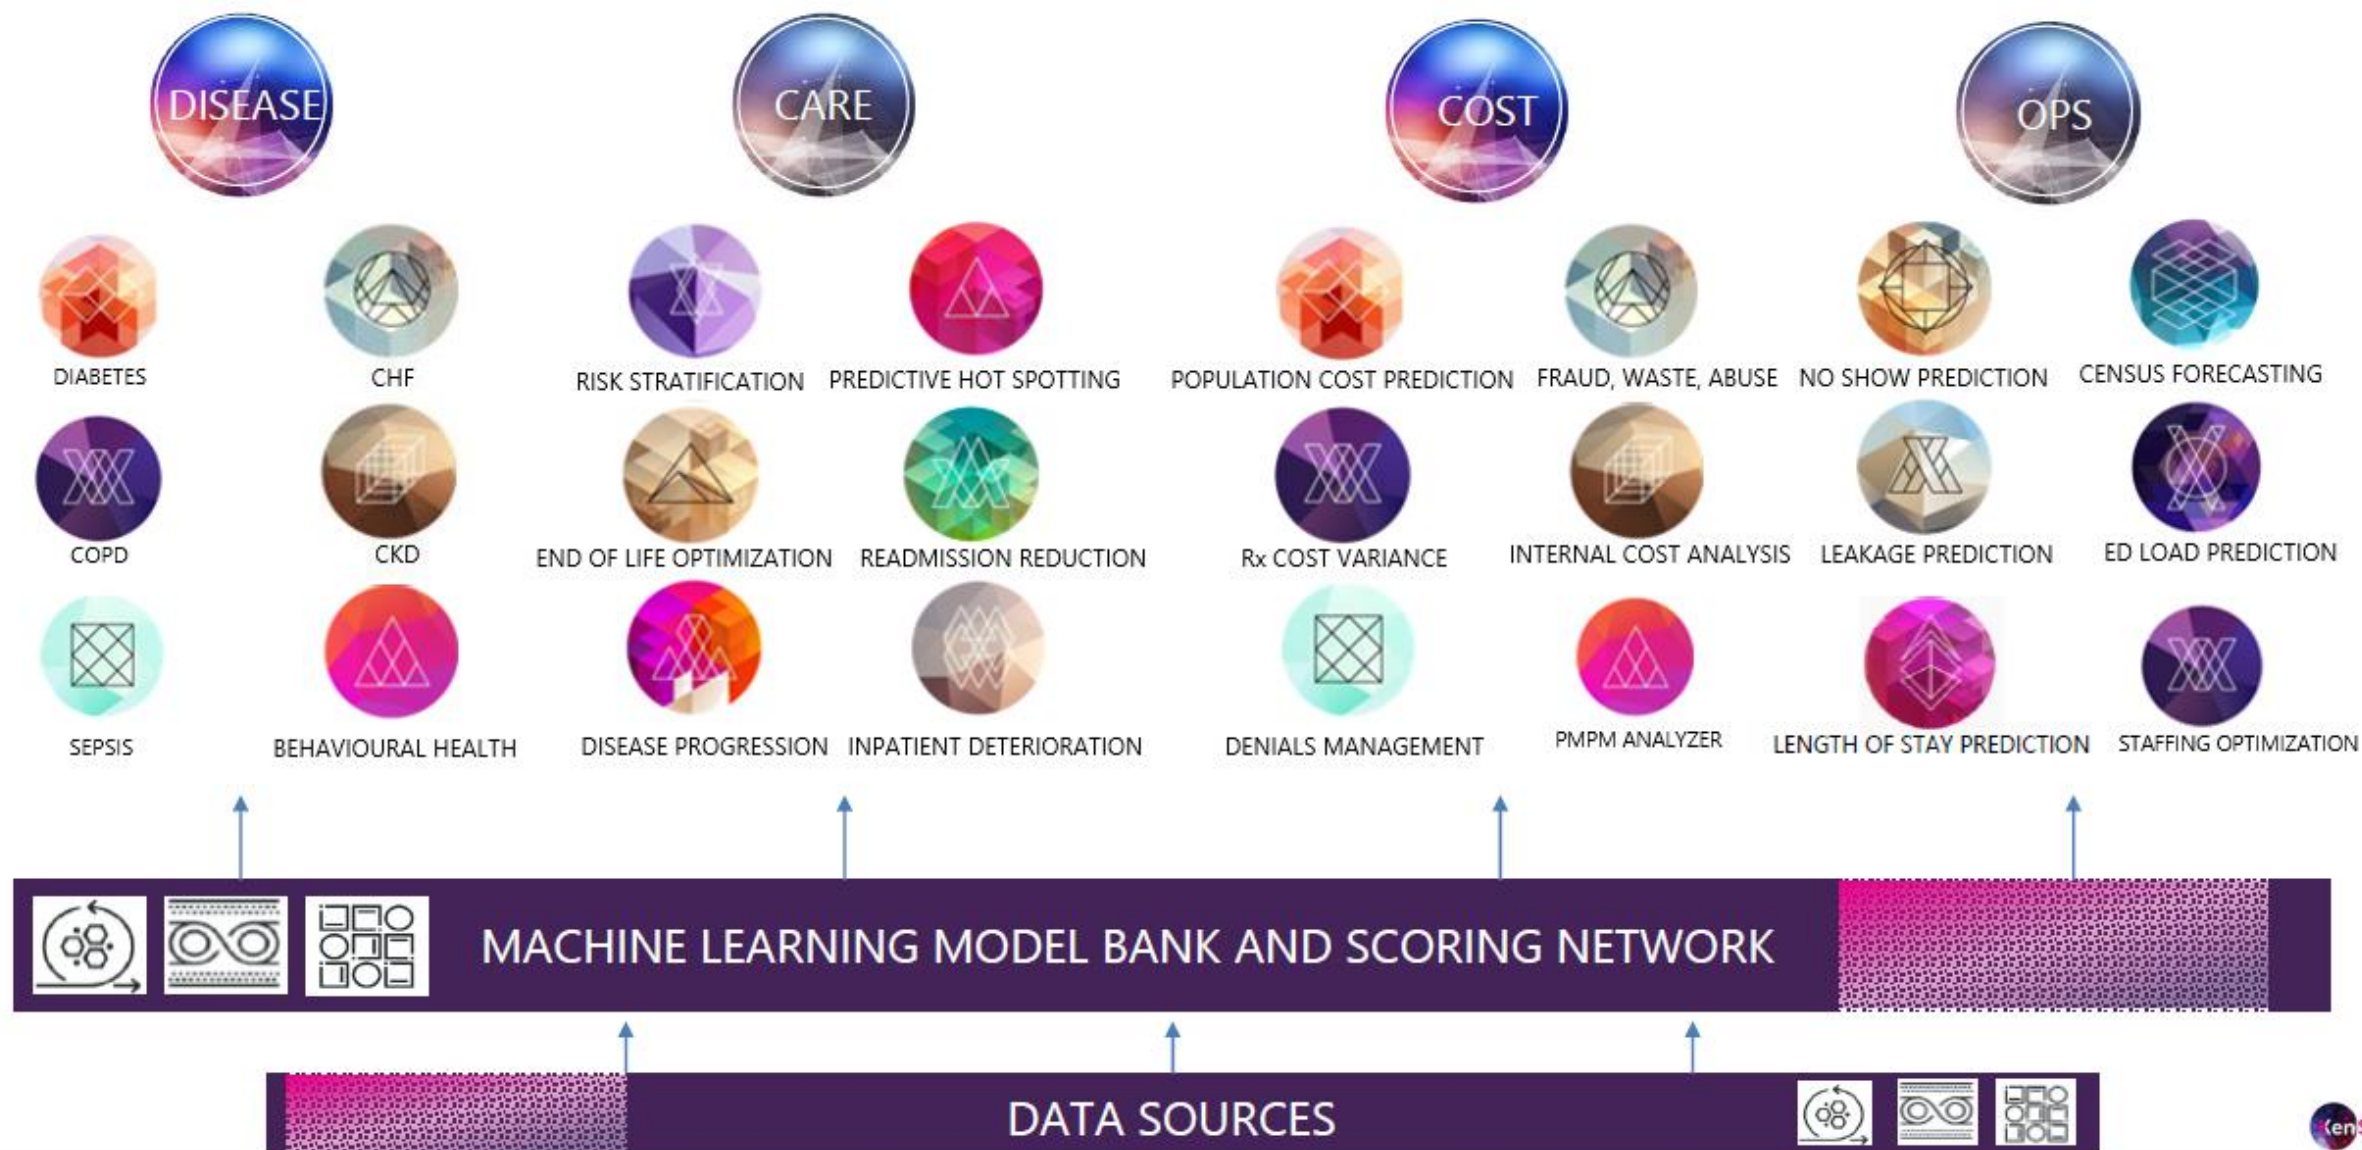 DISEASE
CARE
COST
OPS
DIABETES
CHF
RISK STRATIFICATION
PREDICTIVE HOT SPOTTING
POPULATION COST PREDICTION
FRAUD, WASTE, ABUSE
NO SHOW PREDICTION
CENSUS FORECASTING
COPD
CKD
END OF LIFE OPTIMIZATION
READMISSION REDUCTION
Rx COST VARIANCE
INTERNAL COST ANALYSIS
LEAKAGE PREDICTION
ED LOAD PREDICTION
SEPSIS
BEHAVIOURAL HEALTH
DISEASE PROGRESSION
INPATIENT DETERIORATION
DENIALS MANAGEMENT
PMPM ANALYZER
LENGTH OF STAY PREDICTION
STAFFING OPTIMIZATION
MACHINE LEARNING MODEL BANK AND SCORING NETWORK
DATA SOURCES